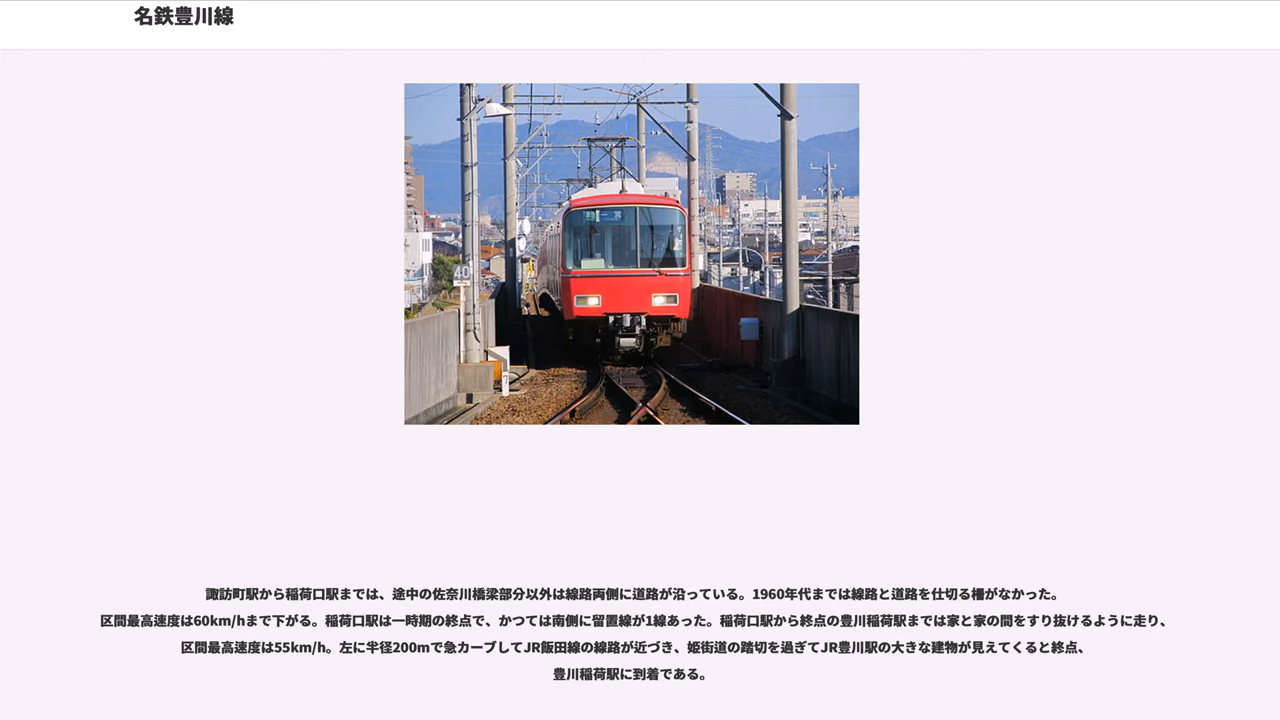 名鉄豊川線
40
7
諏訪町駅から稲荷口駅までは、途中の佐奈川橋梁部分以外は線路両側に道路が沿っている。1960年代までは線路と道路を仕切る柵がなかった。
区間最高速度は60km/hまで下がる。稲荷口駅は一時期の終点で、かつては南側に留置線が1線あった。稲荷口駅から終点の豊川稲荷駅までは家と家の間をすり抜けるように走り、
区間最高速度は55km/h。左に半径200mで急カーブしてJR飯田線の線路が近づき、姫街道の踏切を過ぎてJR豊川駅の大きな建物が見えてくると終点、
豊川稲荷駅に到着である。